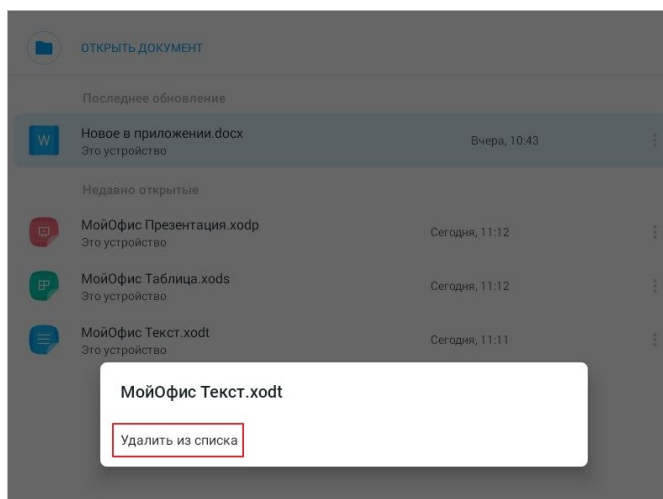 ОТКРЫТЬ ДОКУМЕНТ
Последнее обновление
W
Новое в приложении.docx
Вчера, 10:43
Это устройство
Недавно открытые
МойОфис Презентация.xodp
Сегодня, 11:12
Это устройство
МойОфис Таблица.xods
Сегодня, 11:12
Это устройство
МойОфис Текст.xodt
Сегодня, 11:11
Это устройство
МойОфис Текст.xodt
Удалить из списка